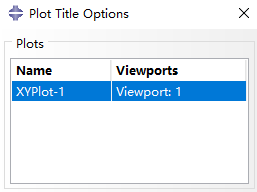 Plot Title Options
Plots
Name Viewports
XYPlot-1 Viewport: 1